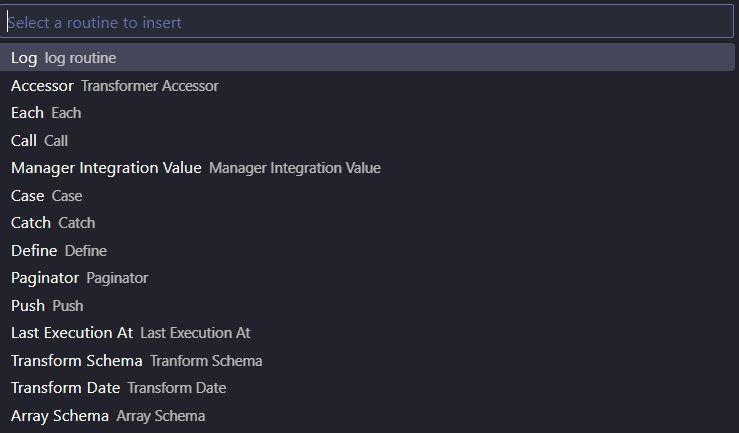 Select a routine to insert
Log log routine
Accessor Transformer Accessor
Each Each
Call Call
Manager Integration Value Manager Integration Value
Case Case
Catch Catch
Define Define
Paginator Paginator
Push Push
Last Execution At Last Execution At
Transform Schema Tranform Schema
Transform Date Transform Date
Array Schema Array Schema